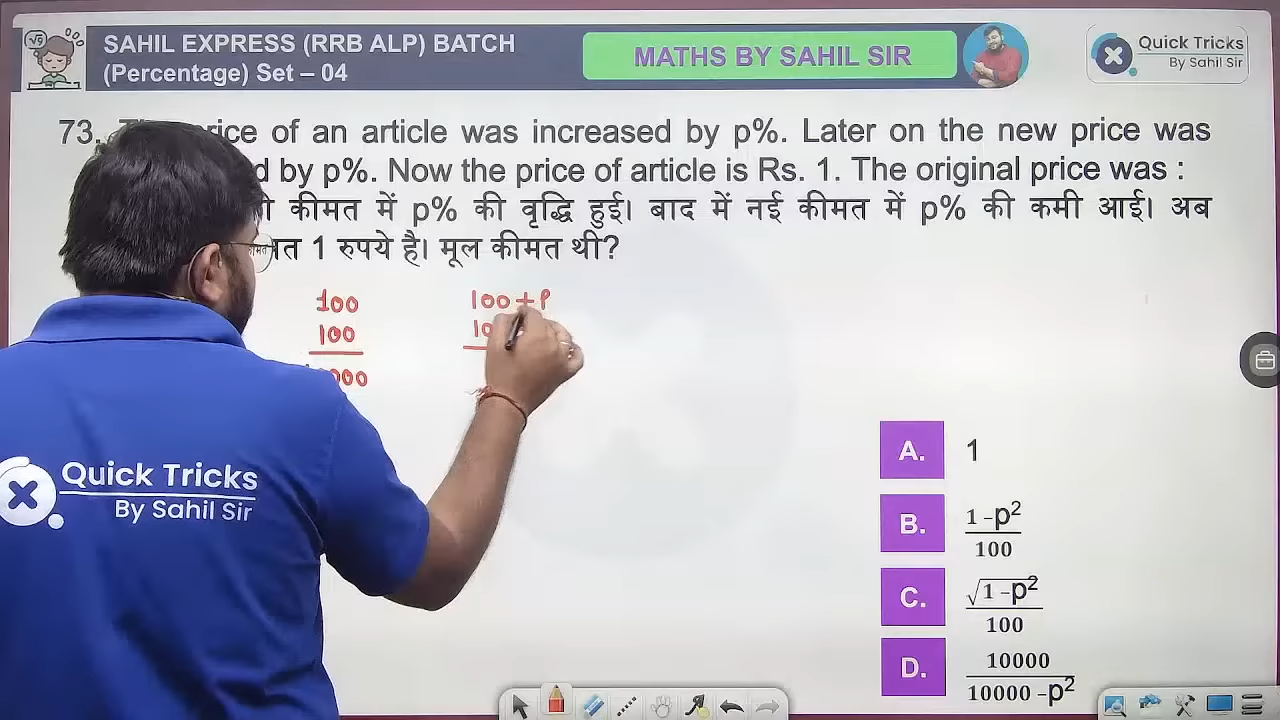 SAHIL EXPRESS (RRB ALP) BATCH
(Percentage) Set – 04
MATHS BY SAHIL SIR
Quick Tricks
By Sahil Sir
73. price of an article was increased by p%. Later on the new price was
by p%. Now the price of article is Rs. 1. The original price was :
कीमत में p% की वृद्धि हुई। बाद में नई कीमत में p% की कमी आई। अब
1 रुपये है। मूल कीमत थी?
100 100 + P
100
A. 1
B. 1 - p² / 100
C. √1 - p² / 100
D. 10000 / 10000 - p²
Quick Tricks
By Sahil Sir